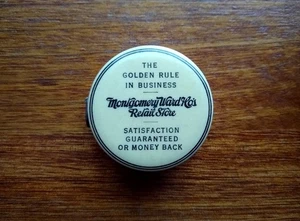 THE
GOLDEN RULE
IN BUSINESS
Montgomery Ward & Co's
Retail Store
SATISFACTION
GUARANTEED
OR MONEY BACK